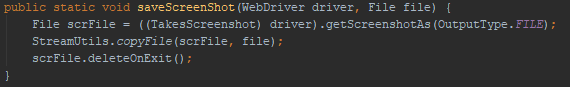 public static void saveScreenShot(WebDriver driver, File file) {
    File scrFile = ((TakesScreenshot) driver).getScreenshotAs(OutputType.FILE);
    StreamUtils.copyFile(scrFile, file);
    scrFile.deleteOnExit();
}